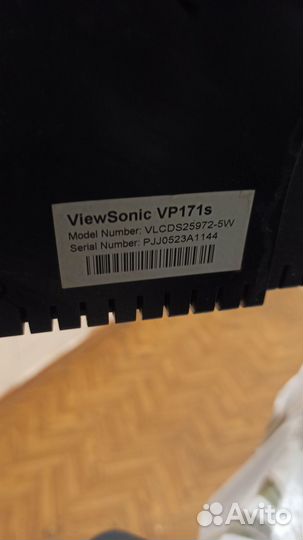 ViewSonic VP171s
Model Number: VLCDS25972-5W
Serial Number: PJJ0523A1144
Avito